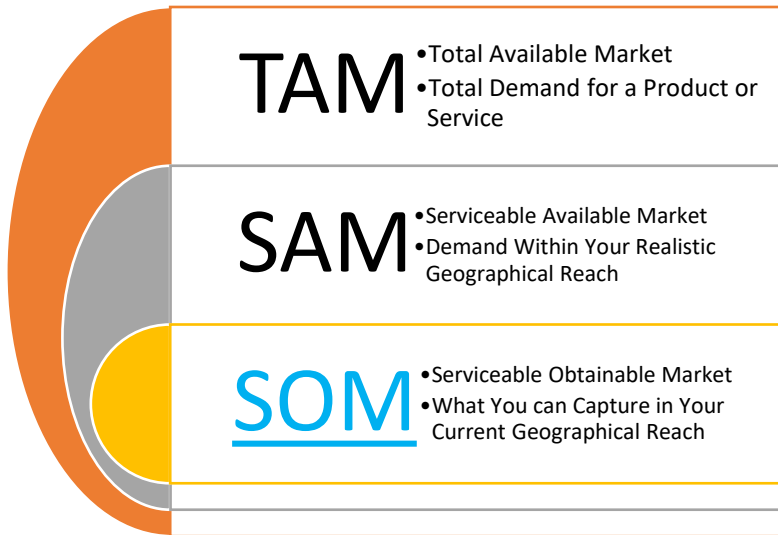 TAM
•Total Available Market
•Total Demand for a Product or
Service
SAM
•Serviceable Available Market
•Demand Within Your Realistic
Geographical Reach
SOM
•Serviceable Obtainable Market
•What You can Capture in Your
Current Geographical Reach